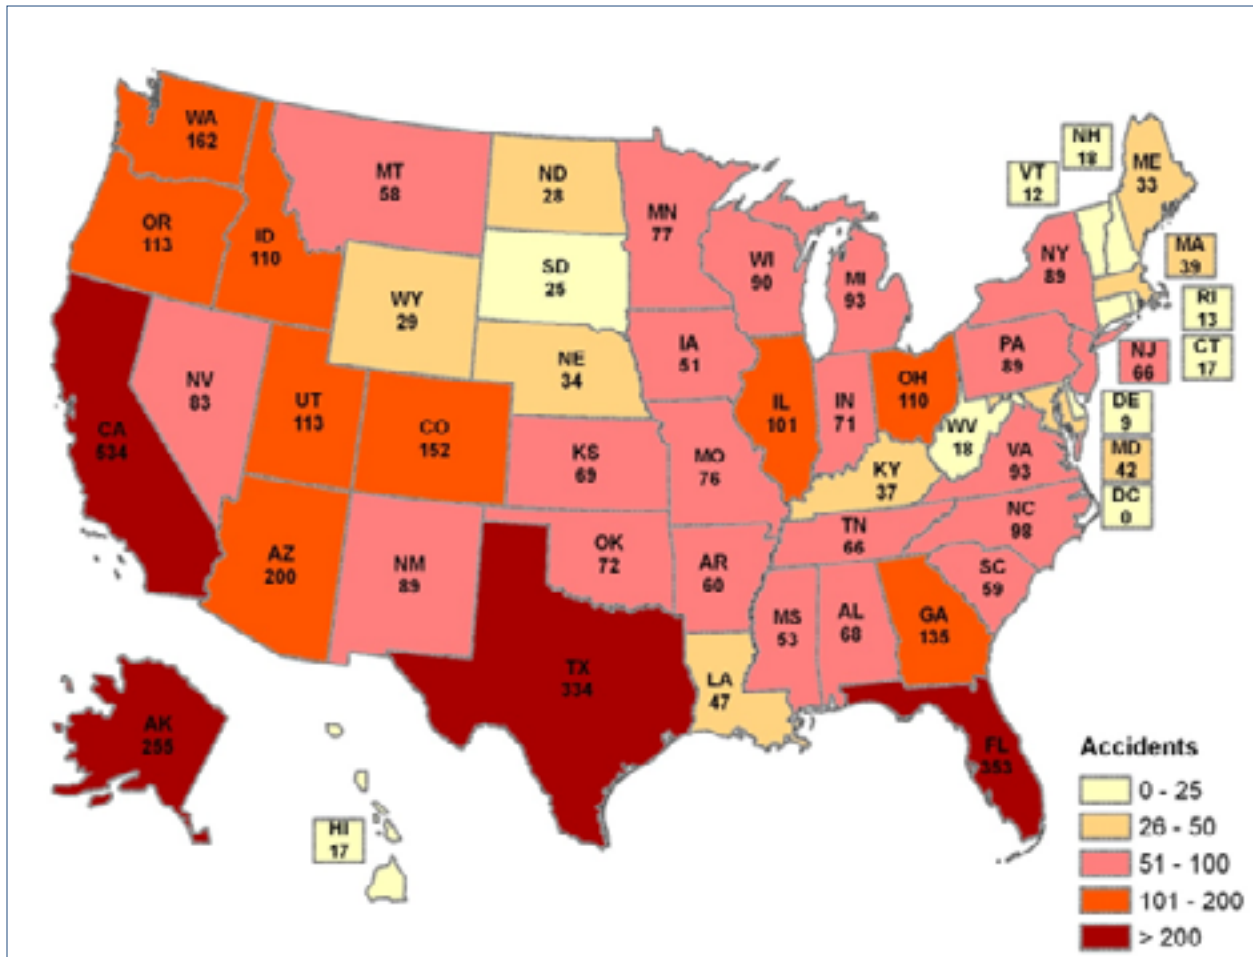 WA
162
MT
58
ND
28
MN
77
OR
113
ID
110
SD
25
WY
29
WI
90
MI
93
NY
89
NH
18
VT
12
ME
33
MA
39
RI
13
CT
17
NJ
66
PA
89
IA
51
NE
34
NV
83
UT
113
CO
152
IL
101
IN
71
OH
110
WV
18
DE
9
MD
42
DC
0
VA
93
KY
37
CA
534
KS
69
MO
76
AZ
200
NM
89
OK
72
AR
60
TN
66
NC
98
SC
59
MS
53
AL
68
GA
135
TX
334
LA
47
FL
353
AK
255
HI
17
Accidents
0 - 25
26 - 50
51 - 100
101 - 200
> 200